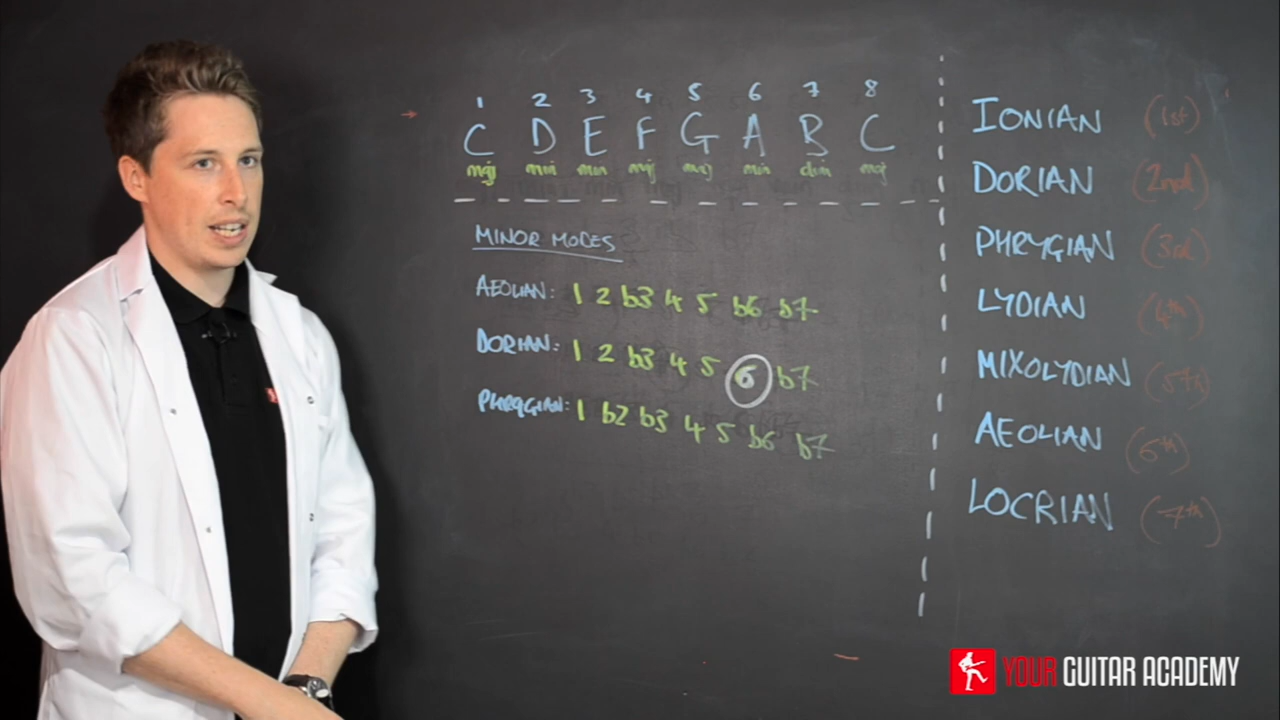 1 2 3 4 5 6 7 8
C D E F G A B C
maj min min maj maj min dim maj
MINOR MODES
AEOLIAN: 1 2 b3 4 5 b6 b7
DORIAN: 1 2 b3 4 5 6 b7
PHRYGIAN: 1 b2 b3 4 5 b6 b7
IONIAN (1st)
DORIAN (2nd)
PHRYGIAN (3rd)
LYDIAN (4th)
MIXOLYDIAN (5th)
AEOLIAN (6th)
LOCRIAN (7th)
YOUR GUITAR ACADEMY